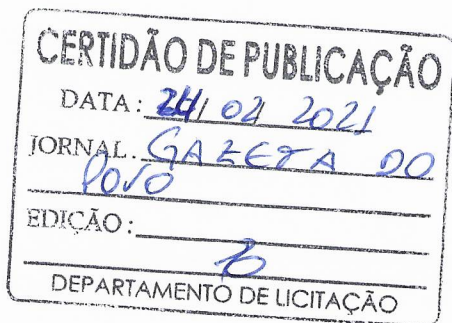 CERTIDÃO DE PUBLICAÇÃO
DATA: 24/02 2021
JORNAL. GAZETA DO
POVO
EDIÇÃO:
DEPARTAMENTO DE LICITAÇÃO